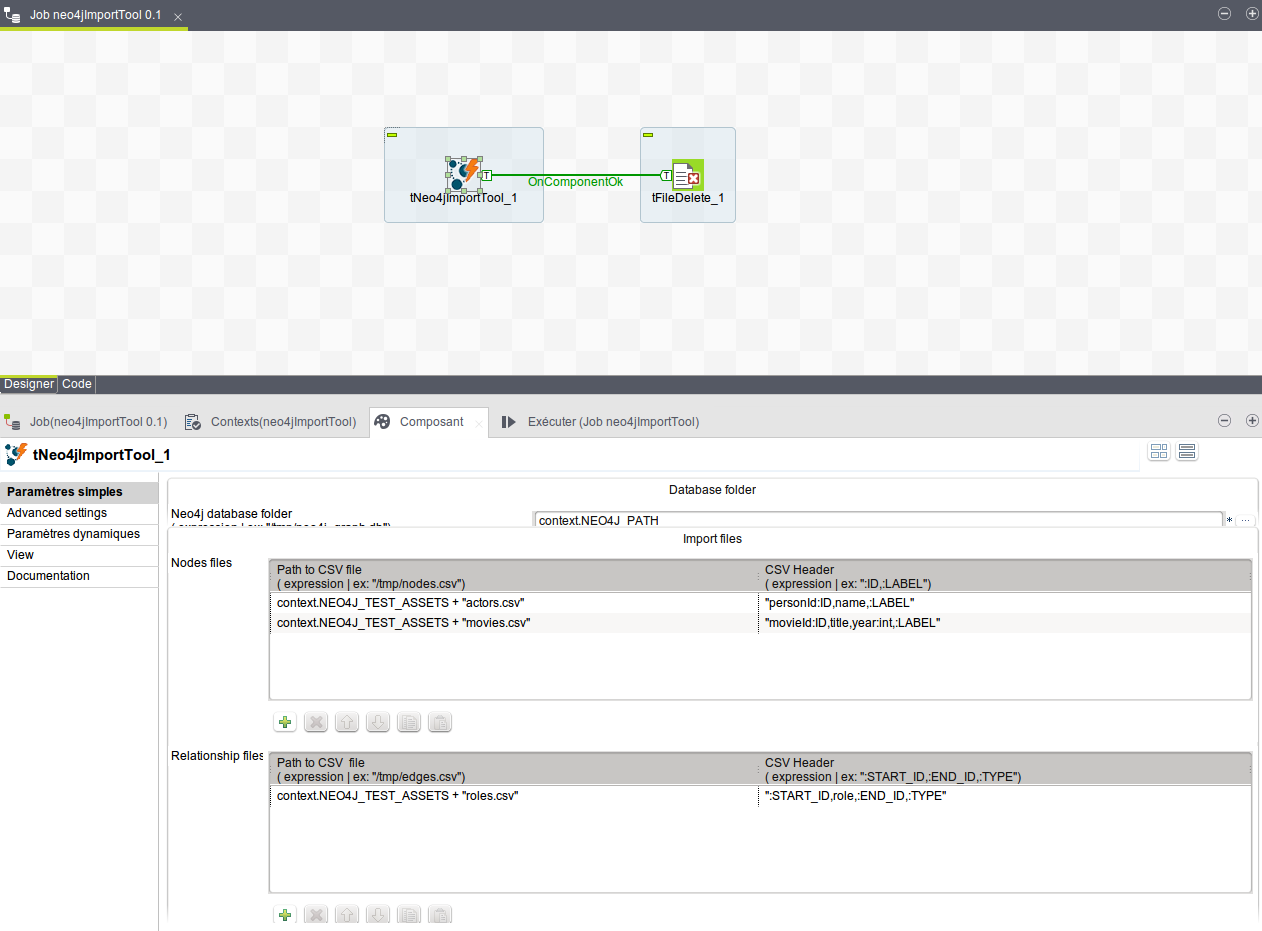 Job neo4jImportTool 0.1
T
T
OnComponentOk
tNeo4jImportTool_1
tFileDelete_1
Designer
Code
Job(neo4jImportTool 0.1)
Contexts(neo4jImportTool)
Composant
Exécuter (Job neo4jImportTool)
tNeo4jImportTool_1
Paramètres simples
Advanced settings
Paramètres dynamiques
View
Documentation
Database folder
Neo4j database folder
( expression | ex: "/tmp/neo4j_graph.db")
context.NEO4J_PATH
*
...
Import files
Nodes files
Path to CSV file
( expression | ex: "/tmp/nodes.csv")
CSV Header
( expression | ex: ":ID,:LABEL")
context.NEO4J_TEST_ASSETS + "actors.csv"
"personId:ID,name,:LABEL"
context.NEO4J_TEST_ASSETS + "movies.csv"
"movieId:ID,title,year:int,:LABEL"
Relationship files
Path to CSV  file
( expression | ex: "/tmp/edges.csv")
CSV Header
( expression | ex: ":START_ID,:END_ID,:TYPE")
context.NEO4J_TEST_ASSETS + "roles.csv"
":START_ID,role,:END_ID,:TYPE"